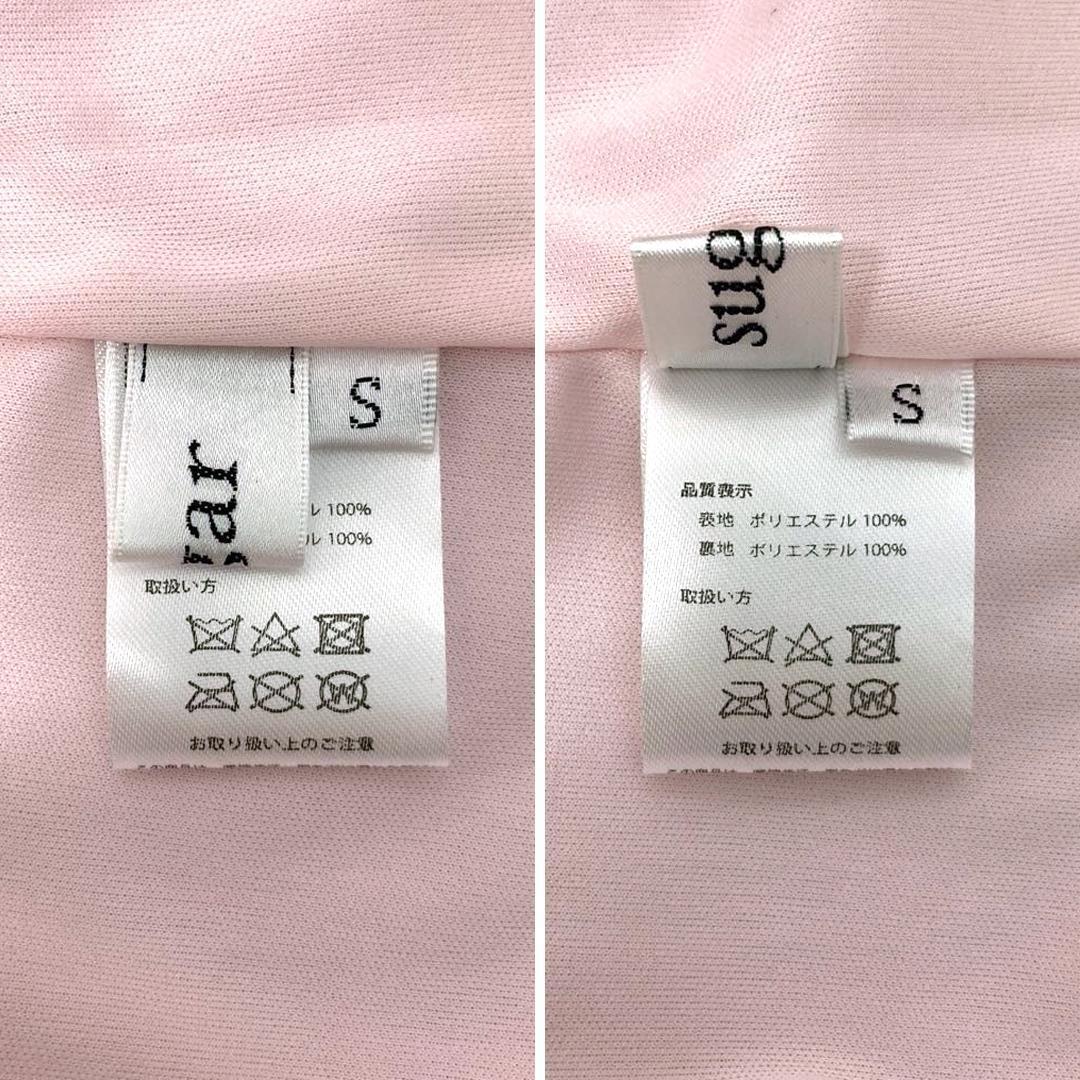 ar
S
ル 100%
ル 100%
取扱い方
お取り扱い上のご注意
sug
S
品質表示
表地 ポリエステル 100%
裏地 ポリエステル 100%
取扱い方
お取り扱い上のご注意